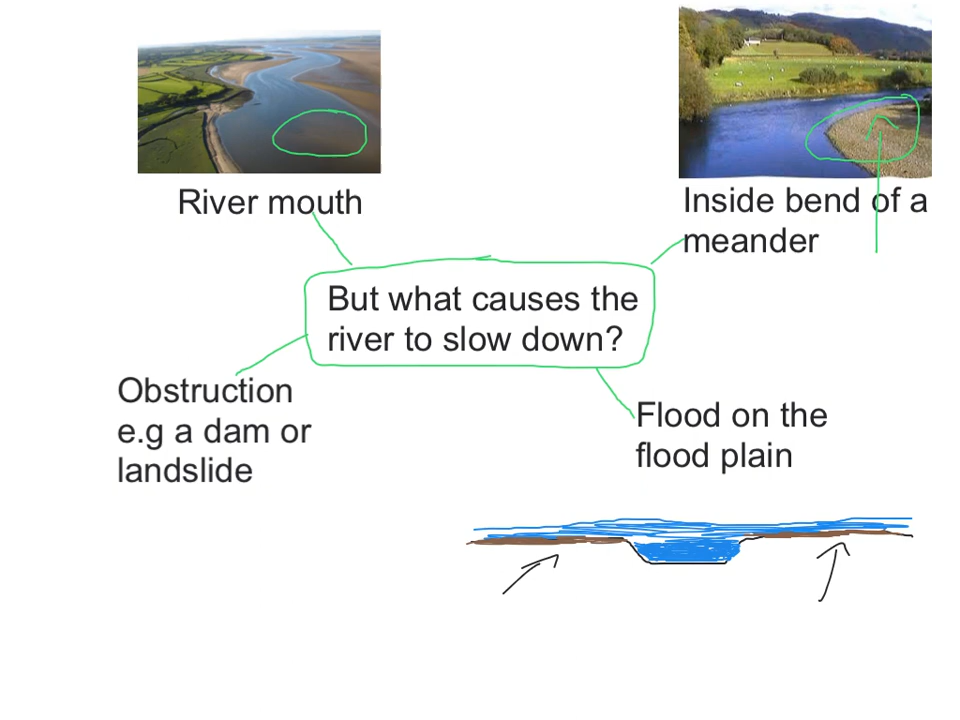 River mouth
Inside bend of a
meander
But what causes the
river to slow down?
Obstruction
e.g a dam or
landslide
Flood on the
flood plain